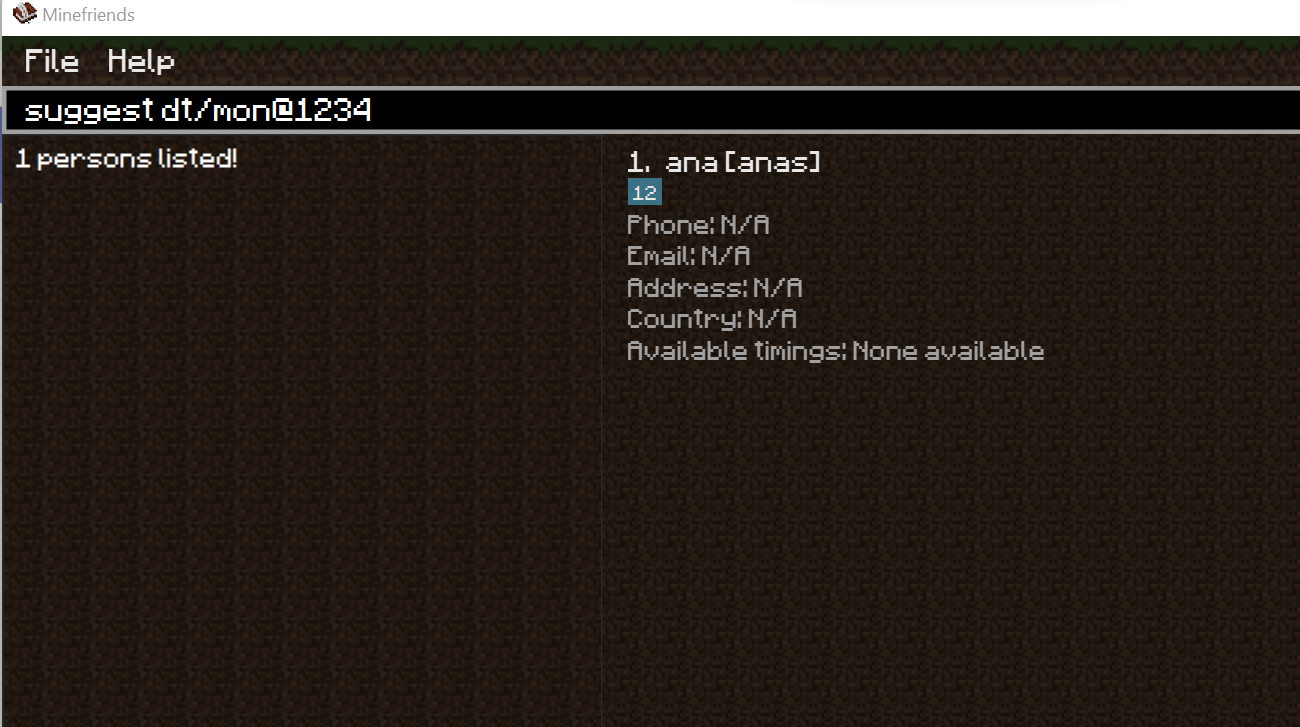 Minefriends
File Help
suggest dt/mon@1234
1 persons listed!
1. ana [anas]
12
Phone: N/A
Email: N/A
Address: N/A
Country: N/A
Available timings: None available